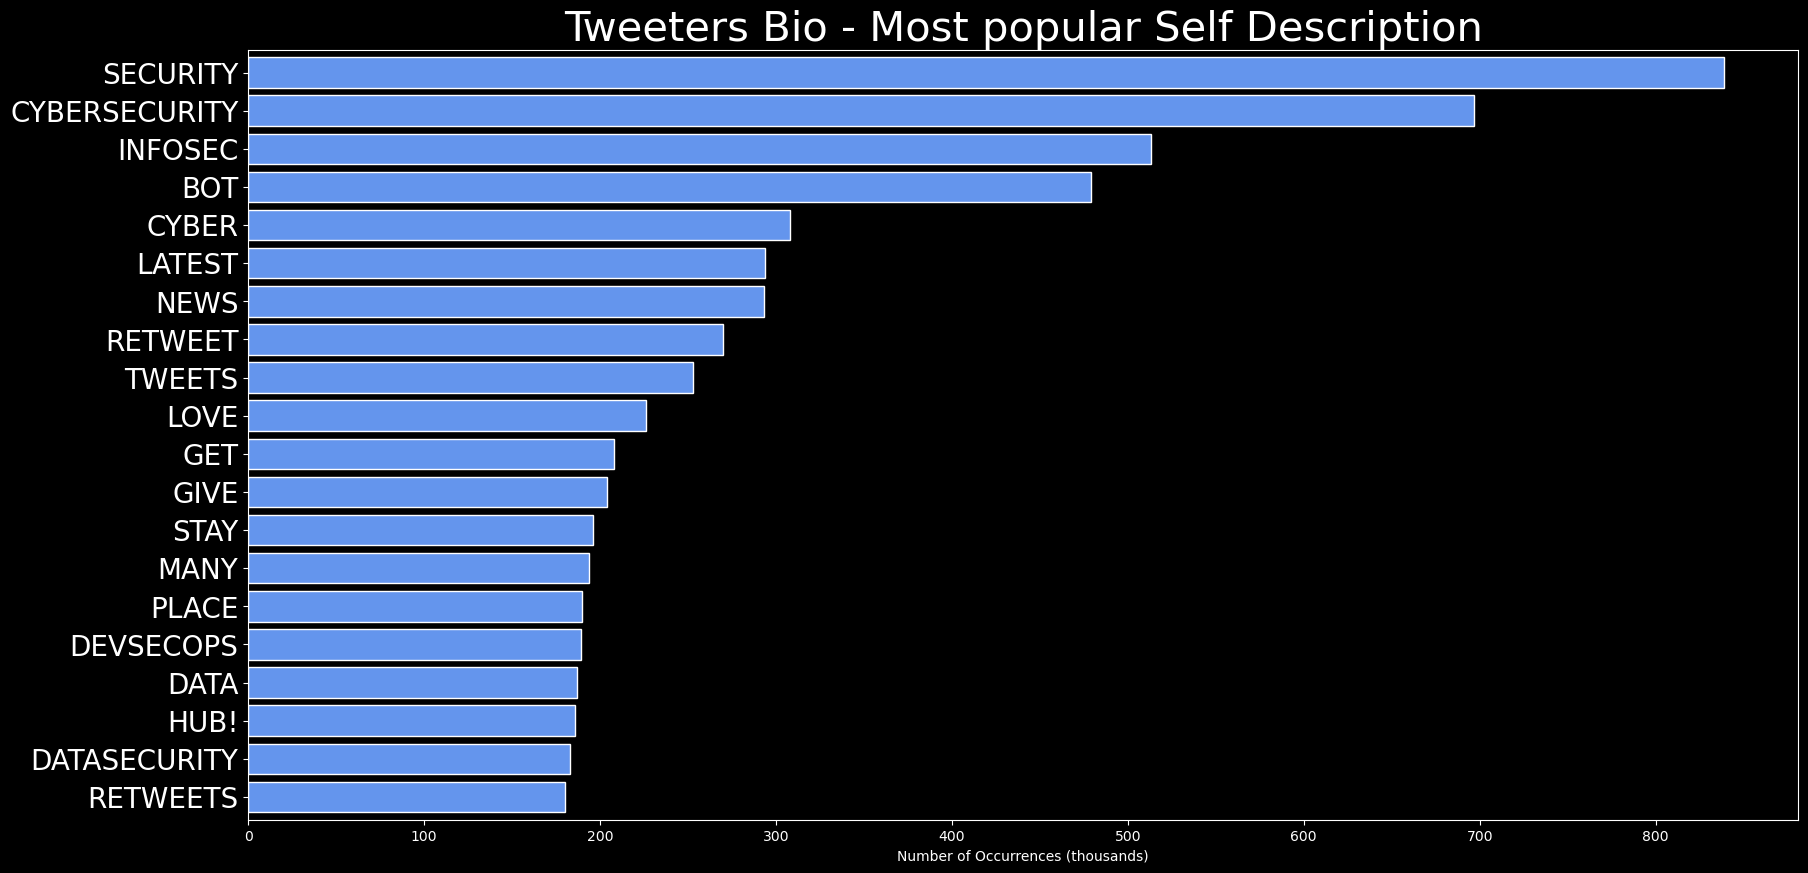 Tweeters Bio - Most popular Self Description
SECURITY
CYBERSECURITY
INFOSEC
BOT
CYBER
LATEST
NEWS
RETWEET
TWEETS
LOVE
GET
GIVE
STAY
MANY
PLACE
DEVSECOPS
DATA
HUB!
DATASECURITY
RETWEETS
0 100 200 300 400 500 600 700 800
Number of Occurrences (thousands)